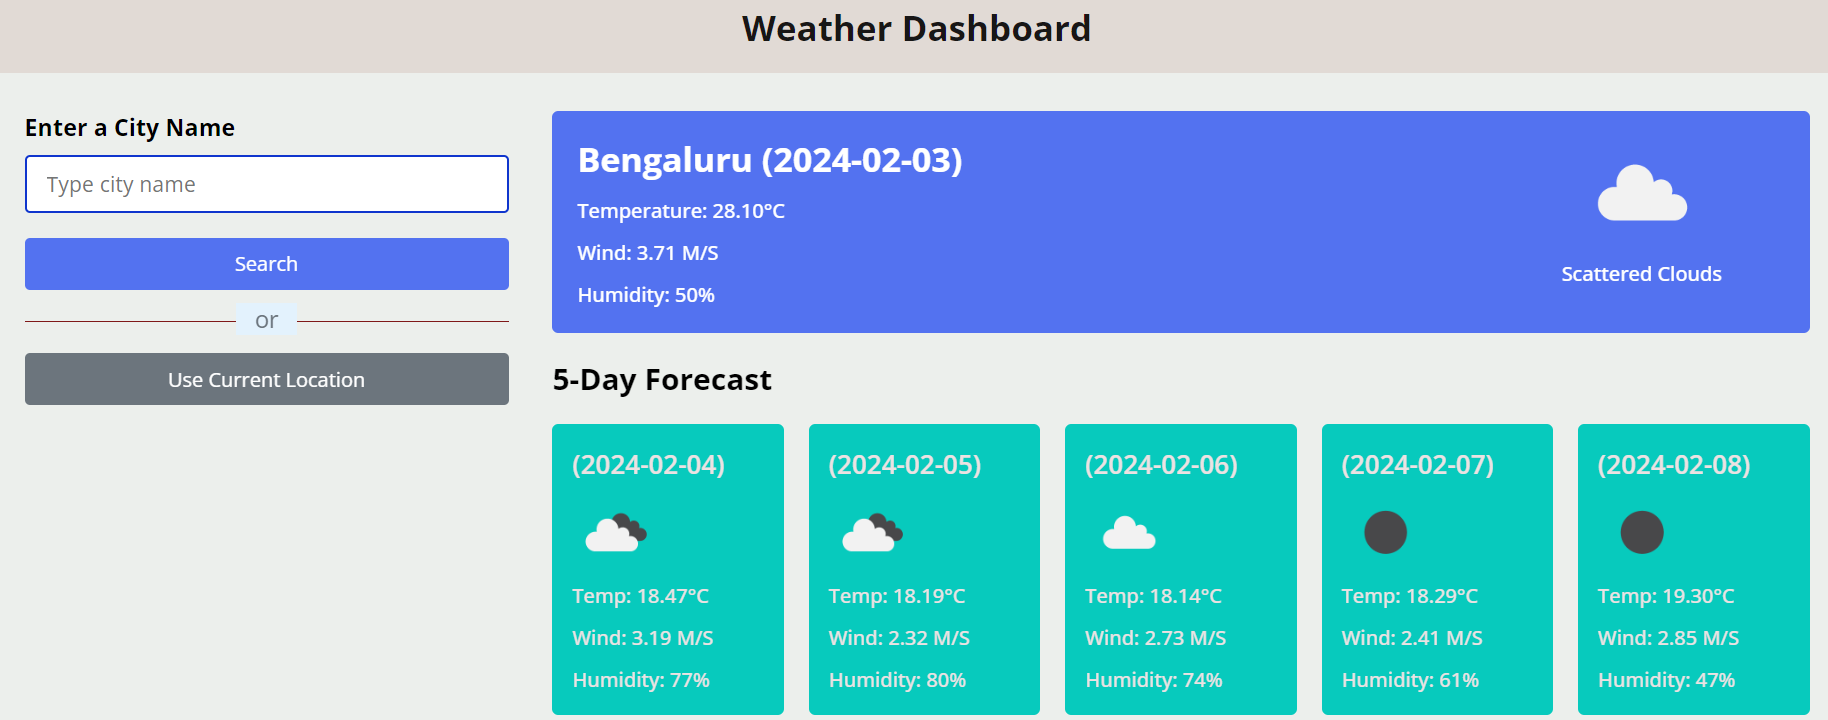 Weather Dashboard
Enter a City Name
Type city name
Search
or
Use Current Location
Bengaluru (2024-02-03)
Temperature: 28.10°C
Wind: 3.71 M/S
Humidity: 50%
Scattered Clouds
5-Day Forecast
(2024-02-04)
Temp: 18.47°C
Wind: 3.19 M/S
Humidity: 77%
(2024-02-05)
Temp: 18.19°C
Wind: 2.32 M/S
Humidity: 80%
(2024-02-06)
Temp: 18.14°C
Wind: 2.73 M/S
Humidity: 74%
(2024-02-07)
Temp: 18.29°C
Wind: 2.41 M/S
Humidity: 61%
(2024-02-08)
Temp: 19.30°C
Wind: 2.85 M/S
Humidity: 47%